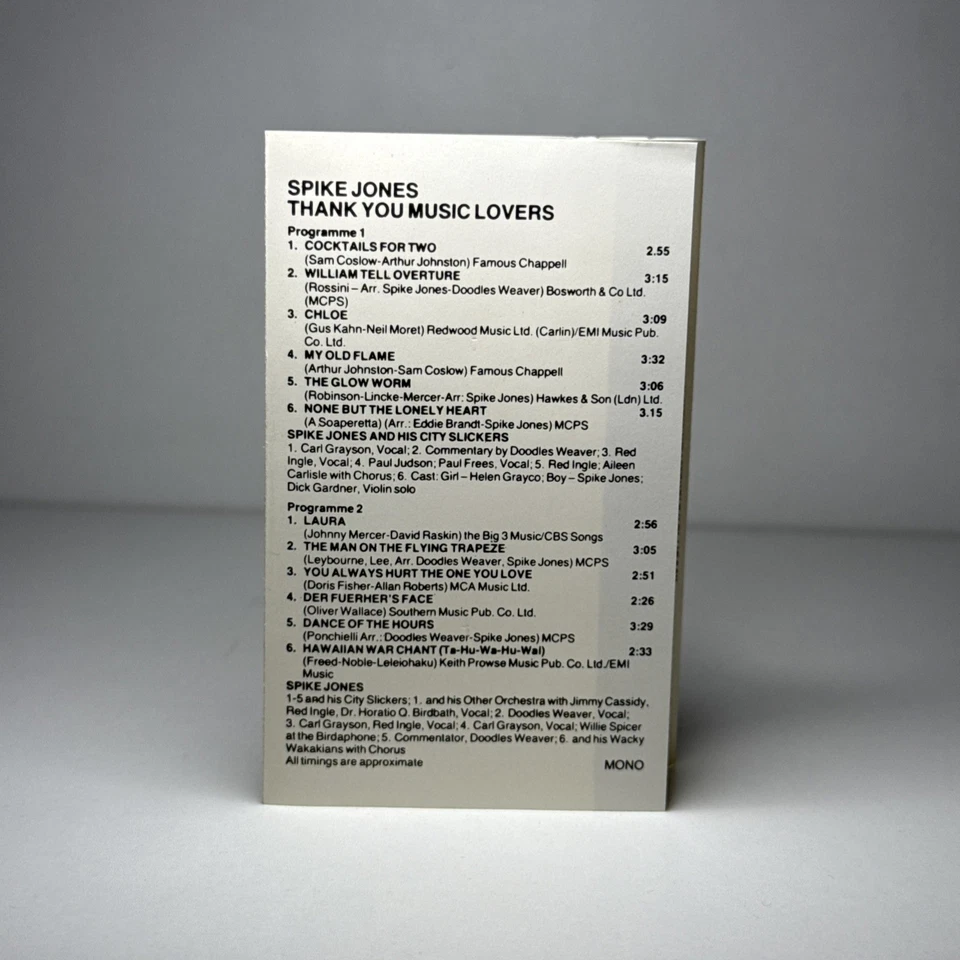 SPIKE JONES
THANK YOU MUSIC LOVERS
Programme 1
1. COCKTAILS FOR TWO 2.55
(Sam Coslow-Arthur Johnston) Famous Chappell
2. WILLIAM TELL OVERTURE 3:15
(Rossini – Arr. Spike Jones-Doodles Weaver) Bosworth & Co Ltd.
(MCPS)
3. CHLOE 3:09
(Gus Kahn-Neil Moret) Redwood Music Ltd. (Carlin)/EMI Music Pub.
Co. Ltd.
4. MY OLD FLAME 3:32
(Arthur Johnston-Sam Coslow) Famous Chappell
5. THE GLOW WORM 3:06
(Robinson-Lincke-Mercer-Arr: Spike Jones) Hawkes & Son (Ldn) Ltd.
6. NONE BUT THE LONELY HEART 3.15
(A Soaperetta) (Arr.: Eddie Brandt-Spike Jones) MCPS
SPIKE JONES AND HIS CITY SLICKERS
1. Carl Grayson, Vocal; 2. Commentary by Doodles Weaver; 3. Red
Ingle, Vocal; 4. Paul Judson; Paul Frees, Vocal; 5. Red Ingle; Aileen
Carlisle with Chorus; 6. Cast: Girl – Helen Grayco; Boy – Spike Jones;
Dick Gardner, Violin solo
Programme 2
1. LAURA 2:56
(Johnny Mercer-David Raskin) the Big 3 Music/CBS Songs
2. THE MAN ON THE FLYING TRAPEZE 3:05
(Leybourne, Lee, Arr. Doodles Weaver, Spike Jones) MCPS
3. YOU ALWAYS HURT THE ONE YOU LOVE 2:51
(Doris Fisher-Allan Roberts) MCA Music Ltd.
4. DER FUERHER'S FACE 2:26
(Oliver Wallace) Southern Music Pub. Co. Ltd.
5. DANCE OF THE HOURS 3:29
(Ponchielli Arr.: Doodles Weaver-Spike Jones) MCPS
6. HAWAIIAN WAR CHANT (Ta-Hu-Wa-Hu-Wai) 2:33
(Freed-Noble-Leleiohaku) Keith Prowse Music Pub. Co. Ltd./EMI
Music
SPIKE JONES
1-5 and his City Slickers; 1. and his Other Orchestra with Jimmy Cassidy,
Red Ingle, Dr. Horatio Q. Birdbath, Vocal; 2. Doodles Weaver, Vocal;
3. Carl Grayson, Red Ingle, Vocal; 4. Carl Grayson, Vocal; Willie Spicer
at the Birdaphone; 5. Commentator, Doodles Weaver; 6. and his Wacky
Wakakians with Chorus
All timings are approximate MONO